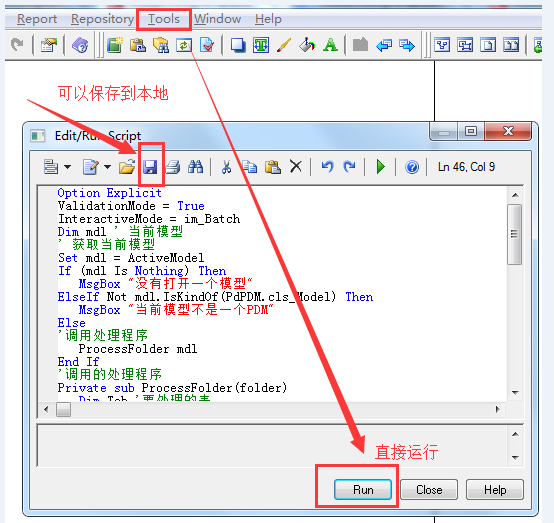 Report Repository Tools Window Help
可以保存到本地
Edit/Run Script
Ln 46, Col 9
Option Explicit
ValidationMode = True
InteractiveMode = im_Batch
Dim mdl ' 当前模型
' 获取当前模型
Set mdl = ActiveModel
If (mdl Is Nothing) Then
MsgBox "没有打开一个模型"
ElseIf Not mdl.IsKindOf(PdPDM.cls_Model) Then
MsgBox "当前模型不是一个PDM"
Else
'调用处理程序
ProcessFolder mdl
End If
'调用的处理程序
Private sub ProcessFolder(folder)
Dim Tab '要处理的表
直接运行
Run Close Help